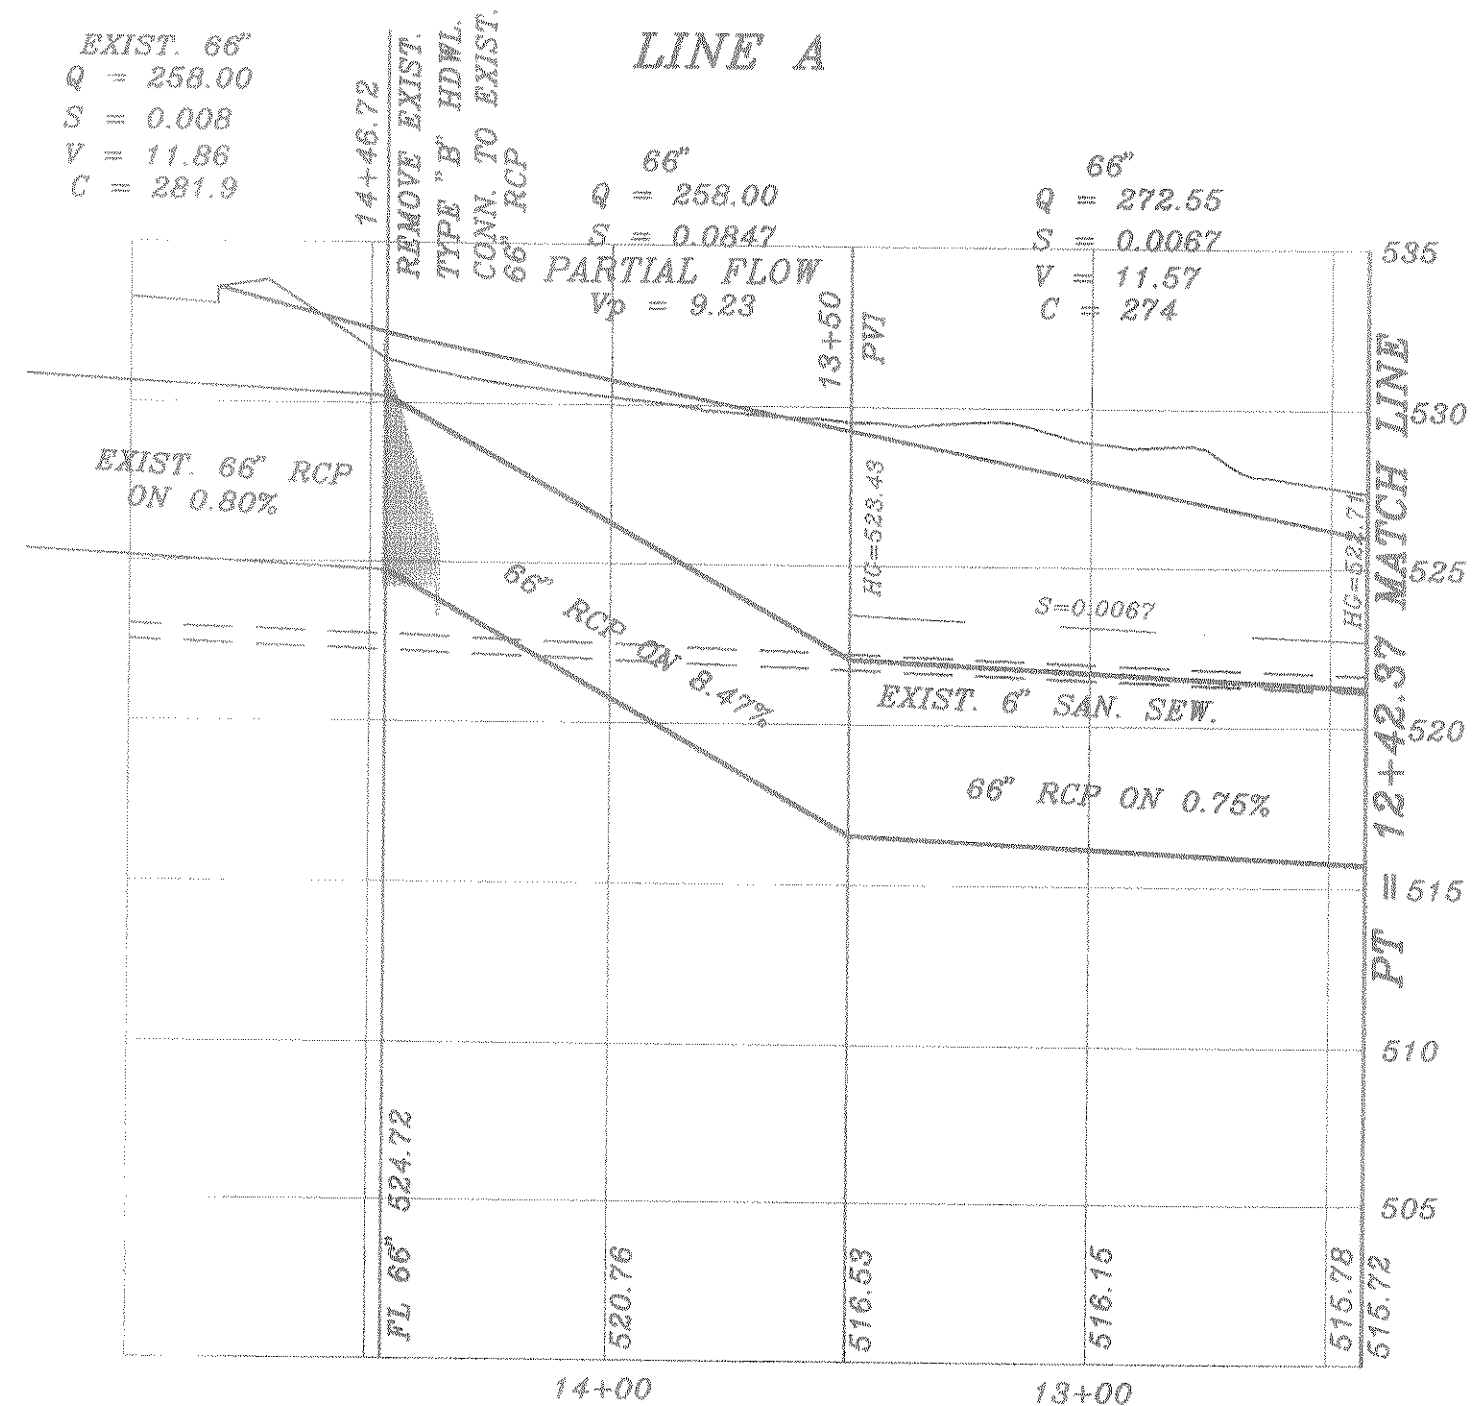 LINE A
EXIST. 66"
Q = 258.00
S = 0.008
V = 11.86
C = 281.9
14+46.72
REMOVE EXIST.
TYPE "B" HDWL.
CONN. TO EXIST.
66" RCP
66"
Q = 258.00
S = 0.0847
PARTIAL FLOW
Vp = 9.23
13+50
PVI
66"
Q = 272.55
S = 0.0067
V = 11.57
C = 274
535
530
525
520
515
510
505
PT = 12+42.37 MATCH LINE
EXIST. 66" RCP
ON 0.80%
HG=523.43
HG=522.71
S=0.0067
66" RCP ON 8.47%
EXIST. 6" SAN. SEW.
66" RCP ON 0.75%
FL 66" 524.72
520.76
516.53
516.15
515.78
515.72
14+00
13+00